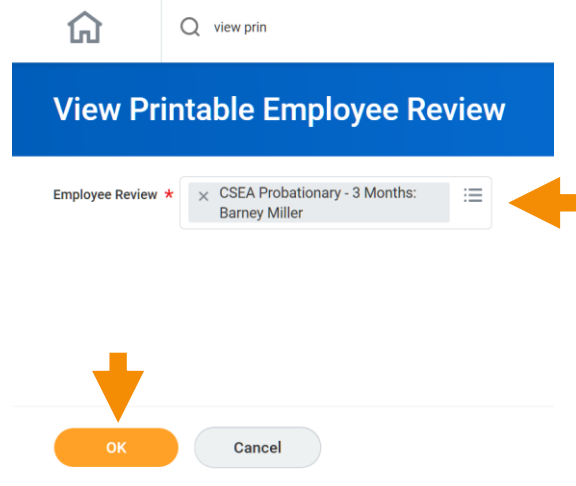 view prin
View Printable Employee Review
Employee Review *
× CSEA Probationary - 3 Months:
Barney Miller
OK
Cancel